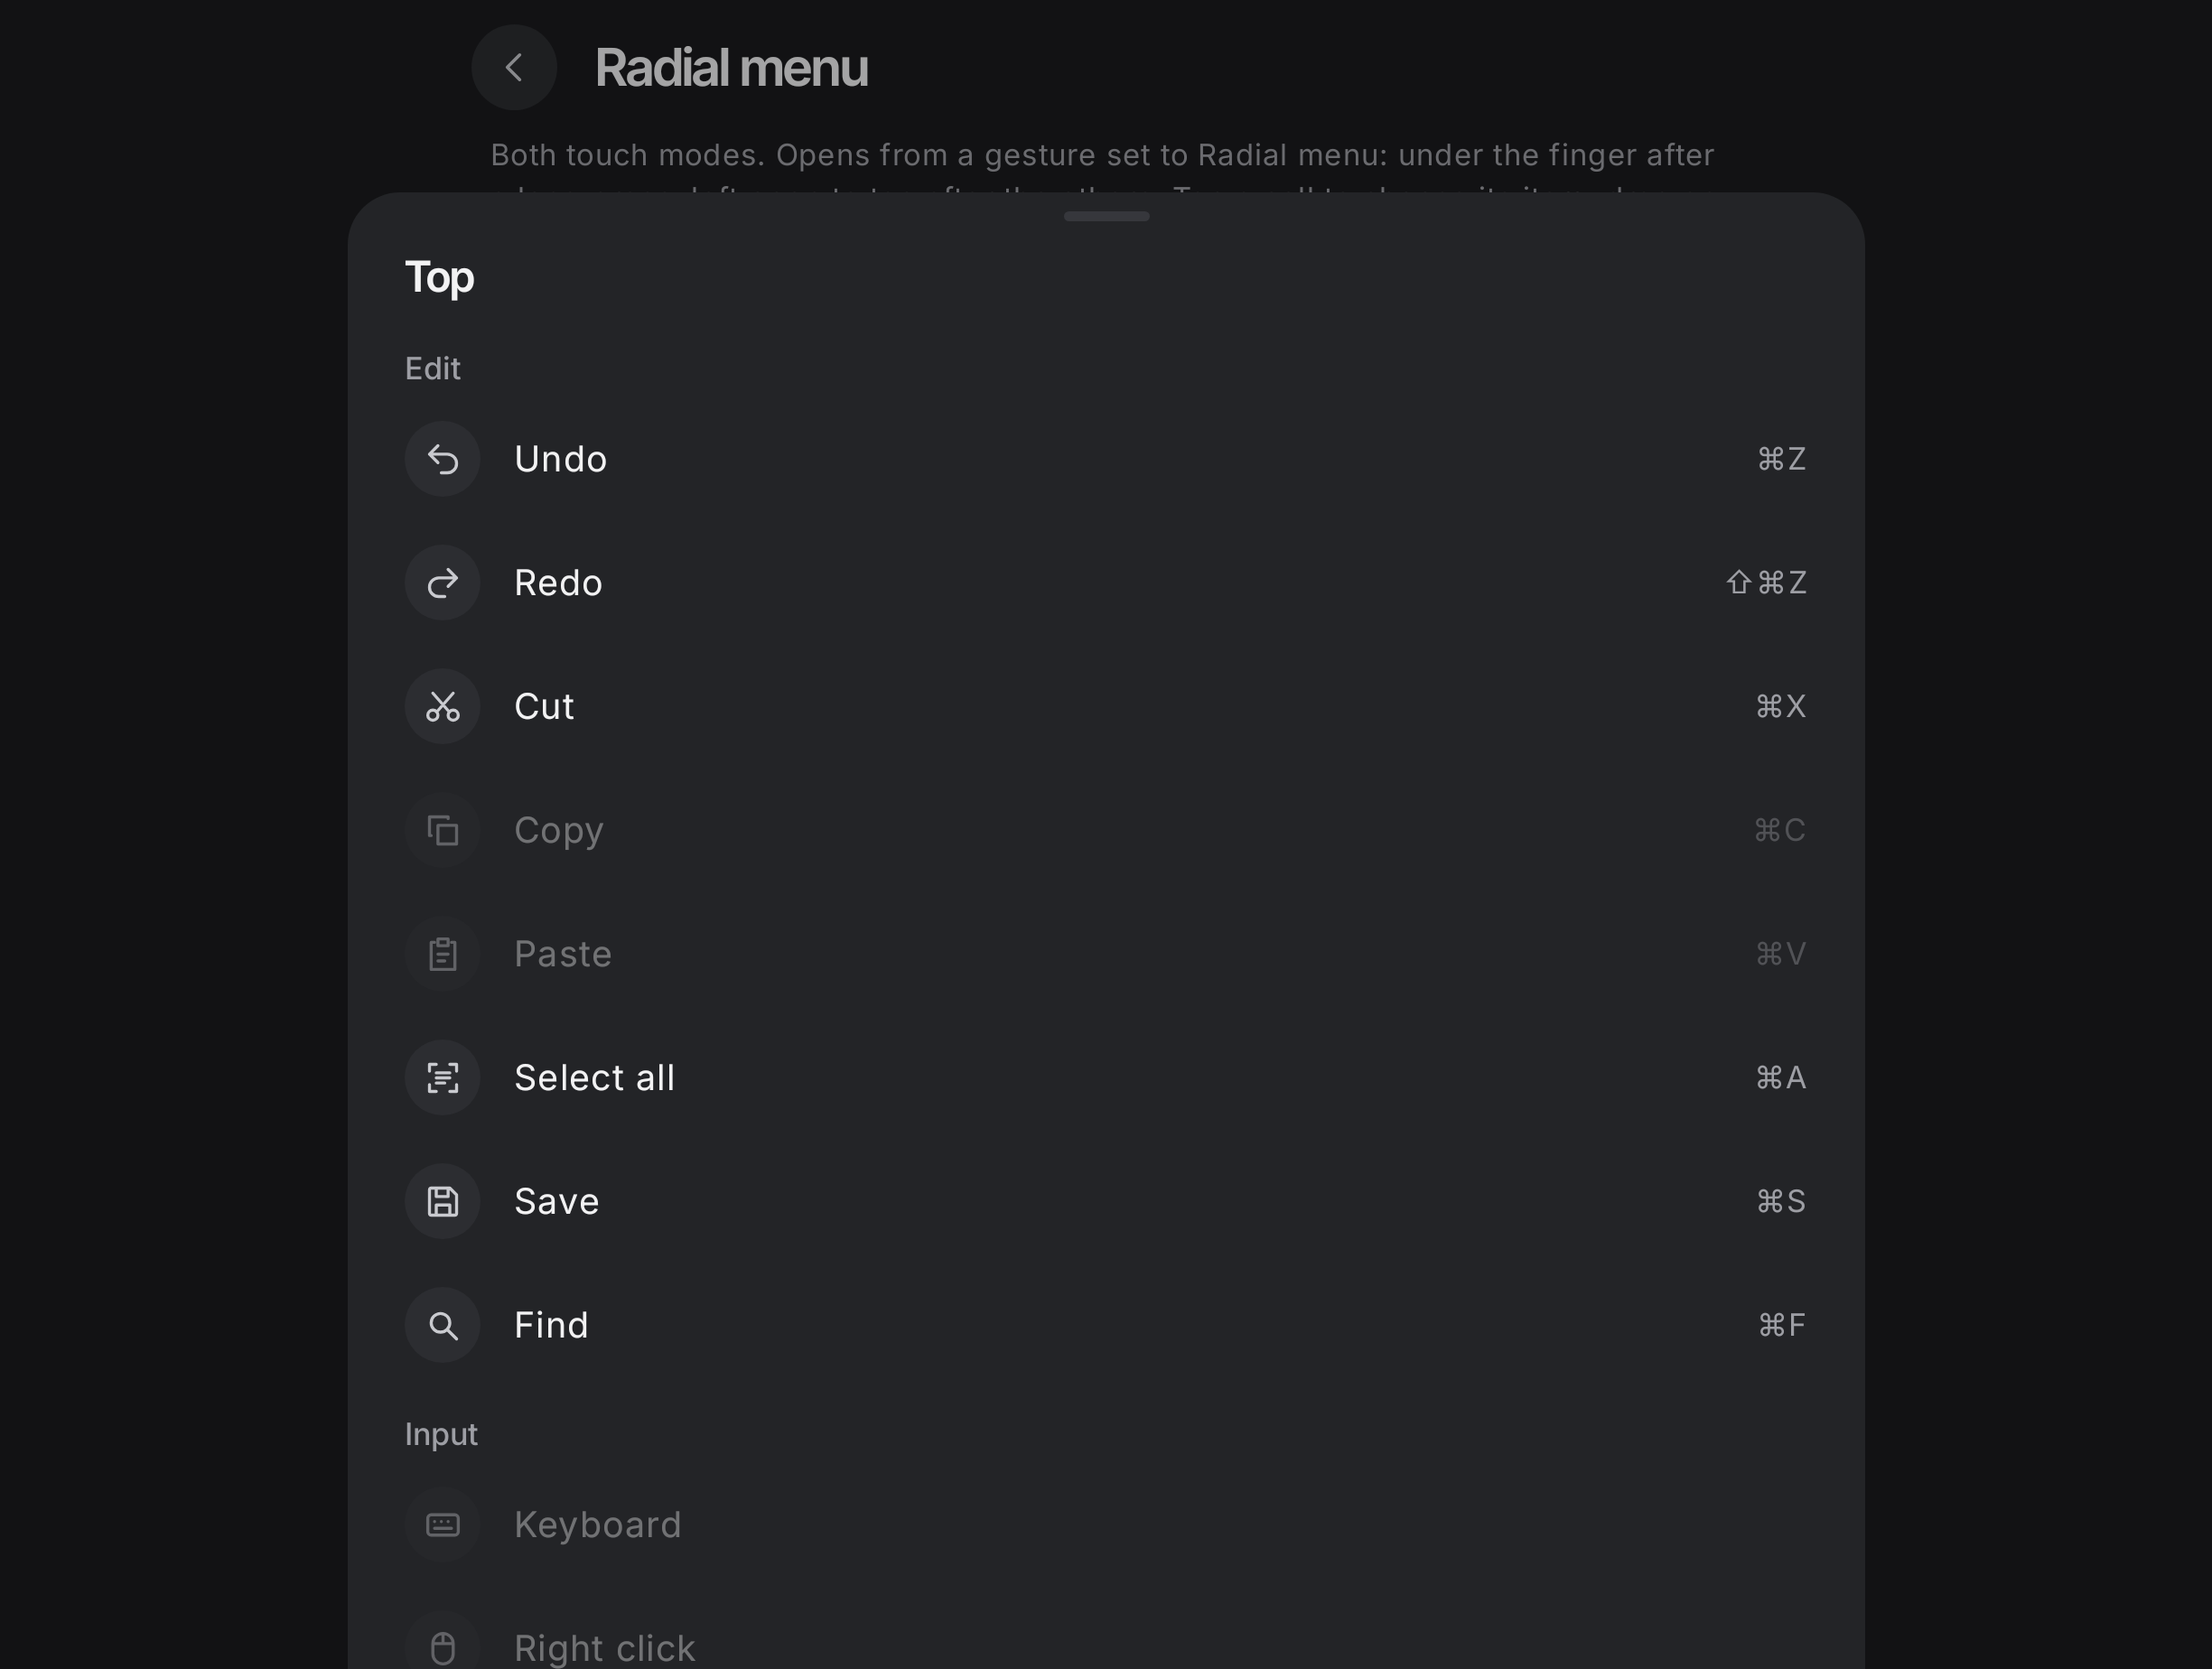 Radial menu
Both touch modes. Opens from a gesture set to Radial menu: under the finger after
Top
Edit
Undo ⌘Z
Redo ⇧⌘Z
Cut ⌘X
Copy ⌘C
Paste ⌘V
Select all ⌘A
Save ⌘S
Find ⌘F
Input
Keyboard
Right click